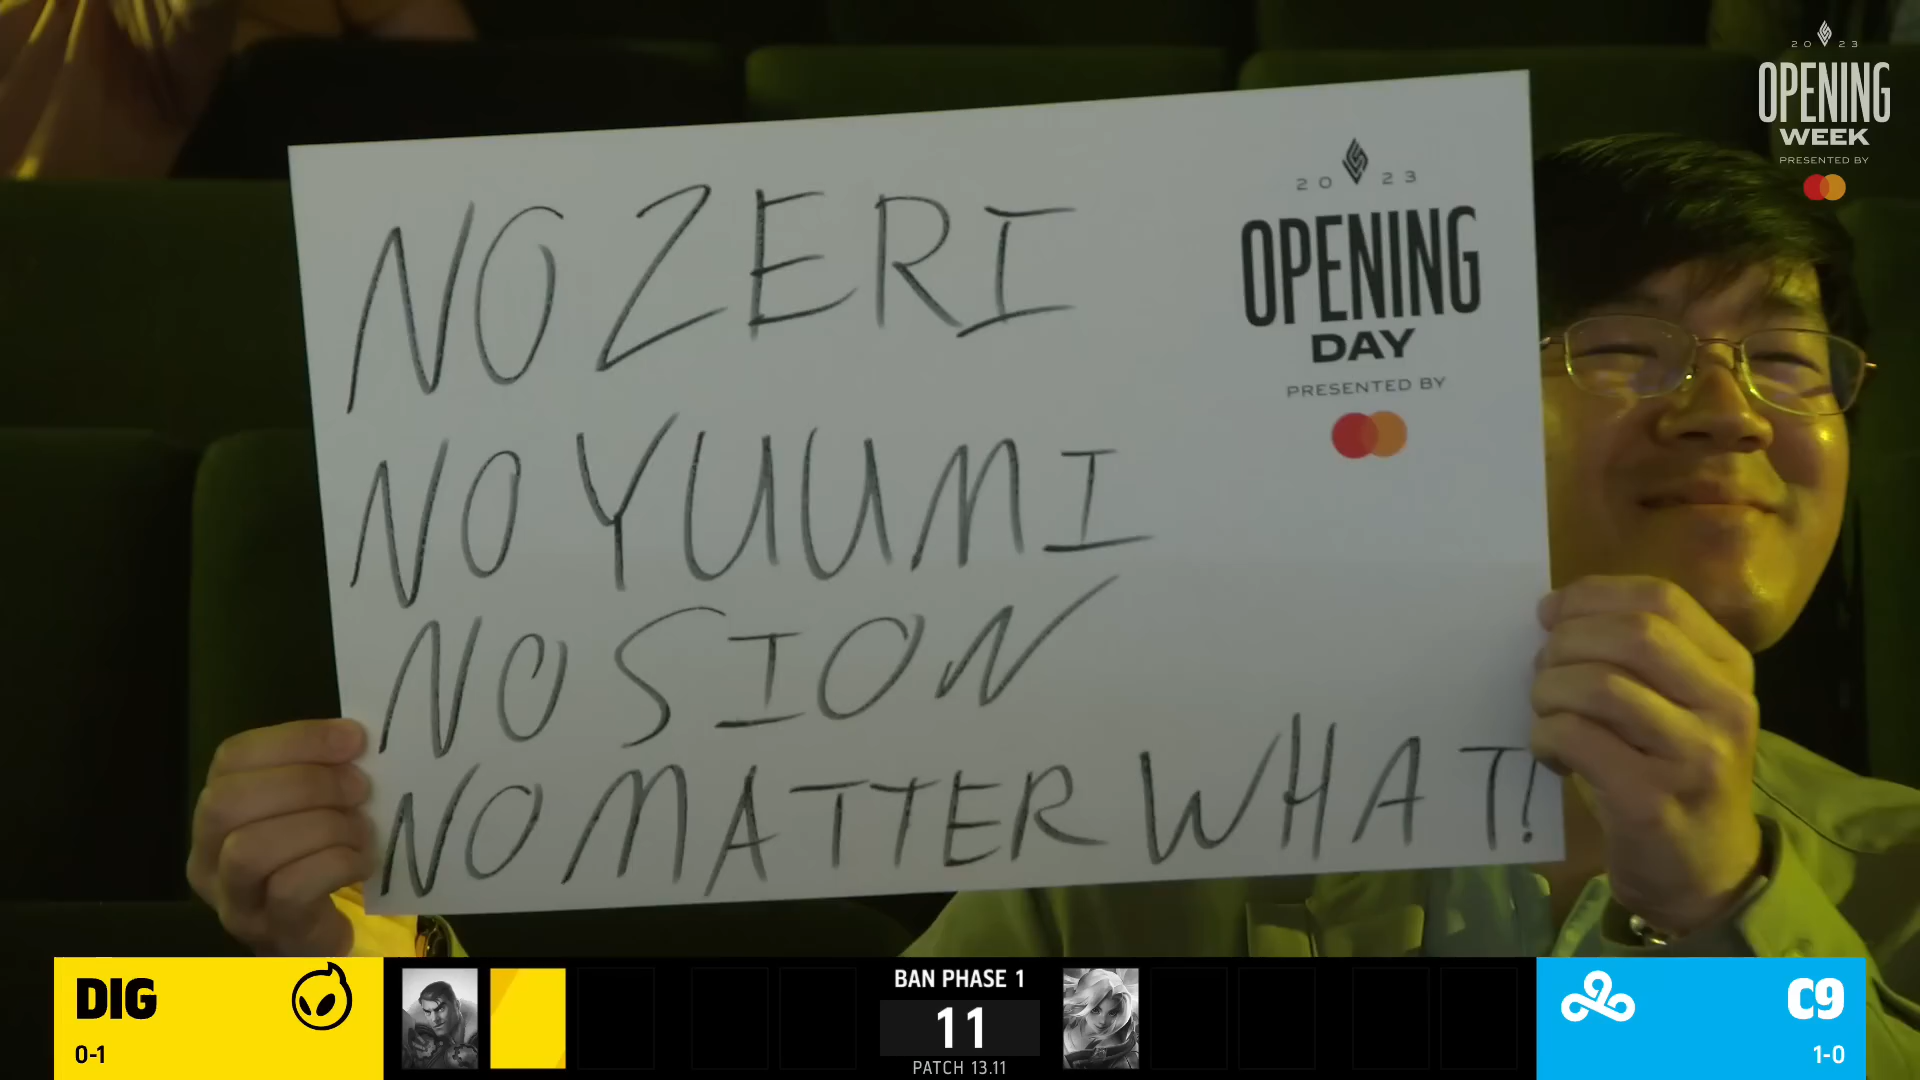 2023
OPENING
WEEK
PRESENTED BY
NO ZERI
NO YUUMI
NO SION
NO MATTER WHAT!
2023
OPENING
DAY
PRESENTED BY
DIG
0-1
BAN PHASE 1
11
PATCH 13.11
C9
1-0